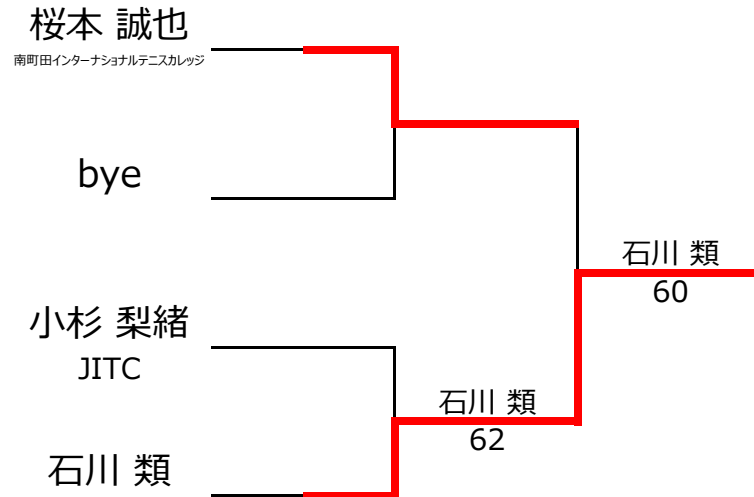 桜本 誠也
南町田インターナショナルテニスカレッジ
bye
小杉 梨緒
JITC
石川 類
石川 類
62
石川 類
60